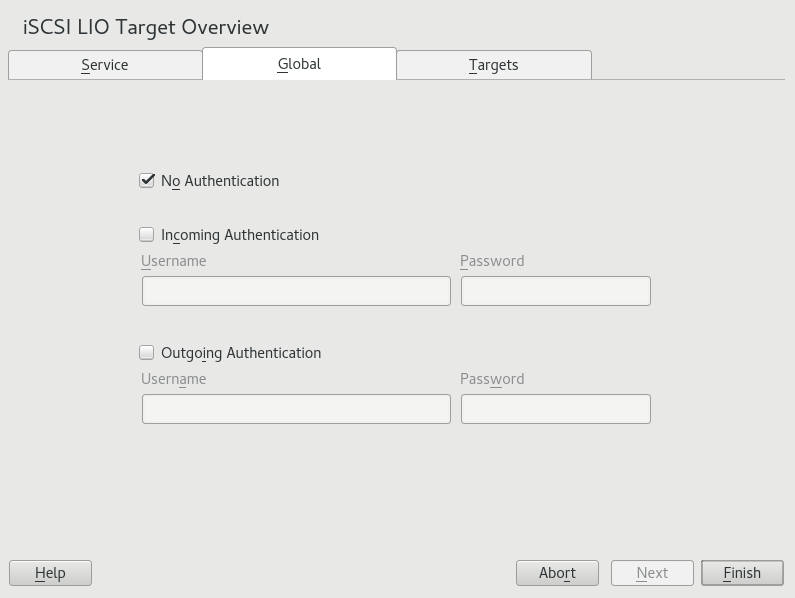 iSCSI LIO Target Overview
Service Global Targets
No Authentication
Incoming Authentication
Username Password
Outgoing Authentication
Username Password
Help Abort Next Finish